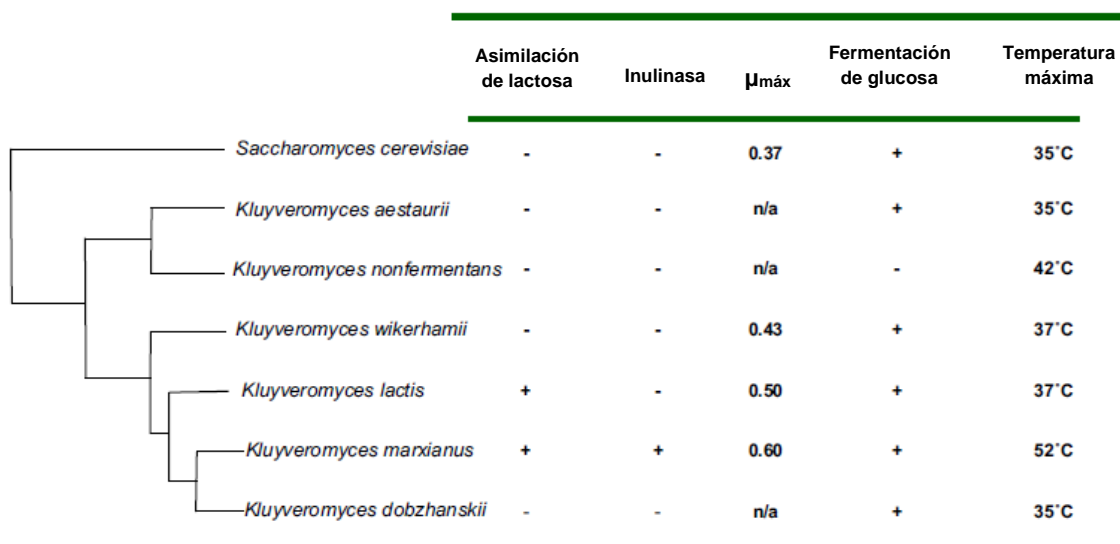 Asimilación de lactosa Inulinasa μmáx Fermentación de glucosa Temperatura máxima
Saccharomyces cerevisiae - - 0.37 + 35˚C
Kluyveromyces aestaurii - - n/a + 35˚C
Kluyveromyces nonfermentans - - n/a - 42˚C
Kluyveromyces wikerhamii - - 0.43 + 37˚C
Kluyveromyces lactis + - 0.50 + 37˚C
Kluyveromyces marxianus + + 0.60 + 52˚C
Kluyveromyces dobzhanskii - - n/a + 35˚C